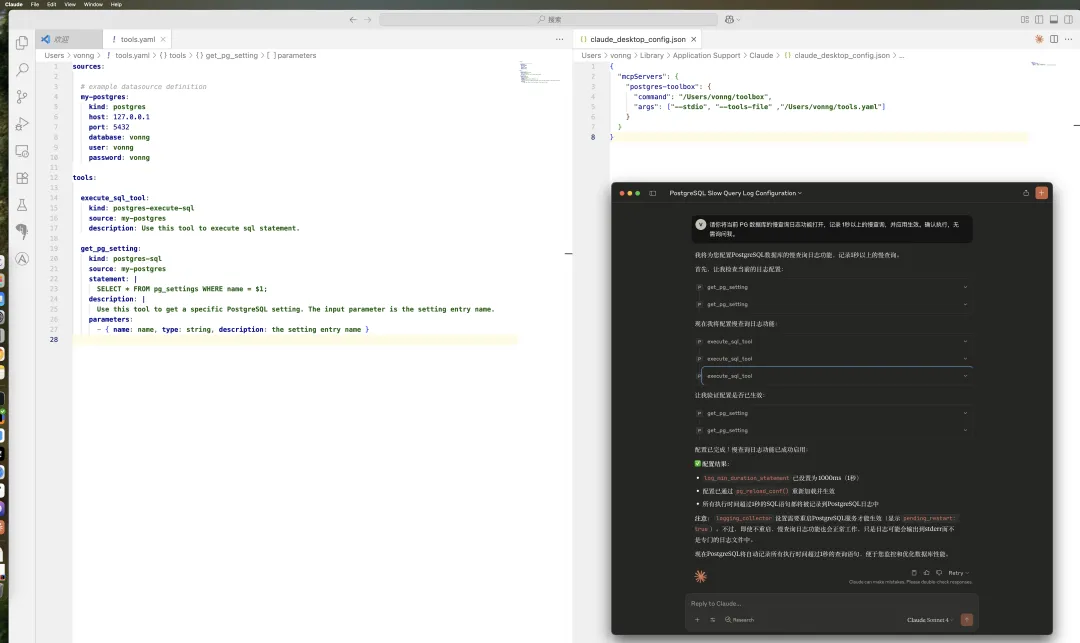 Claude File Edit View Window Help
搜索
欢迎
tools.yaml
Users > vonng > tools.yaml > {} tools > {} get_pg_setting > [ ] parameters
1 sources:
2
3 # example datasource definition
4 my-postgres:
5 kind: postgres
6 host: 127.0.0.1
7 port: 5432
8 database: vonng
9 user: vonng
10 password: vonng
11
12 tools:
13
14 execute_sql_tool:
15 kind: postgres-execute-sql
16 source: my-postgres
17 description: Use this tool to execute sql statement.
18
19 get_pg_setting:
20 kind: postgres-sql
21 source: my-postgres
22 statement: |
23 SELECT * FROM pg_settings WHERE name = $1;
24 description: |
25 Use this tool to get a specific PostgreSQL setting. The input parameter is the setting entry name.
26 parameters:
27 - { name: name, type: string, description: the setting entry name }
28
{} claude_desktop_config.json
Users > vonng > Library > Application Support > Claude > {} claude_desktop_config.json > ...
1 {
2 "mcpServers": {
3 "postgres-toolbox": {
4 "command": "/Users/vonng/toolbox",
5 "args": ["--stdio", "--tools-file" ,"/Users/vonng/tools.yaml"]
6 }
7 }
8 }
PostgreSQL Slow Query Log Configuration
V 请你将当前 PG 数据库的慢查询日志功能打开，记录 1秒以上的慢查询，并应用生效。确认执行，无
需询问我。
我将为您配置PostgreSQL数据库的慢查询日志功能，记录1秒以上的慢查询。
首先，让我检查当前的日志配置：
P get_pg_setting
P get_pg_setting
现在我将配置慢查询日志功能：
P execute_sql_tool
P execute_sql_tool
P execute_sql_tool
让我验证配置是否已生效：
P get_pg_setting
P get_pg_setting
配置已完成！慢查询日志功能已成功启用：
✅ 配置结果：
• log_min_duration_statement 已设置为 1000ms（1秒）
• 配置已通过 pg_reload_conf() 重新加载并生效
• 所有执行时间超过1秒的SQL语句都将被记录到PostgreSQL日志中
注意： logging_collector 设置需要重启PostgreSQL服务才能生效（显示 pending_restart:
true ）。不过，即使不重启，慢查询日志功能也会正常工作，只是日志可能会输出到stderr而不
是专门的日志文件中。
现在PostgreSQL将自动记录所有执行时间超过1秒的查询语句，便于您监控和优化数据库性能。
Retry
Claude can make mistakes. Please double-check responses.
Reply to Claude...
Research
Claude Sonnet 4